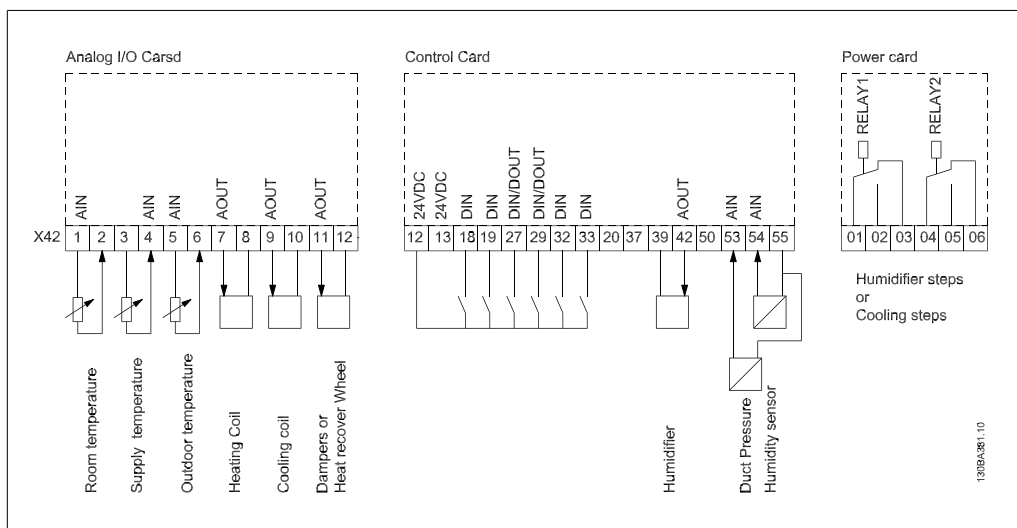 Analog I/O Carsd
Control Card
Power card
AIN
AIN
AIN
AOUT
AOUT
AOUT
24VDC
24VDC
DIN
DIN
DIN/DOUT
DIN/DOUT
DIN
DIN
AOUT
AIN
AIN
RELAY1
RELAY2
X42 1 2 3 4 5 6 7 8 9 10 11 12
12 13 18 19 27 29 32 33 20 37 39 42 50 53 54 55
01 02 03 04 05 06
Humidifier steps
or
Cooling steps
Room temperature
Supply temperature
Outdoor temperature
Heating Coil
Cooling coil
Dampers or
Heat recover Wheel
Humidifier
Duct Pressure
Humidity sensor
130BA391.10